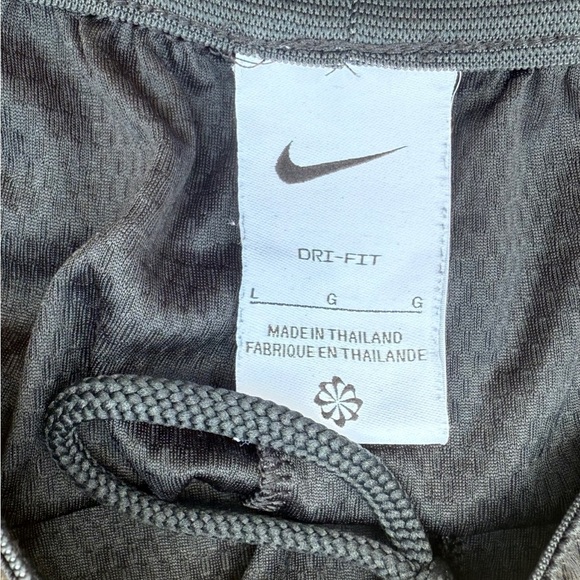 DRI-FIT
L G G
MADE IN THAILAND
FABRIQUE EN THAILANDE